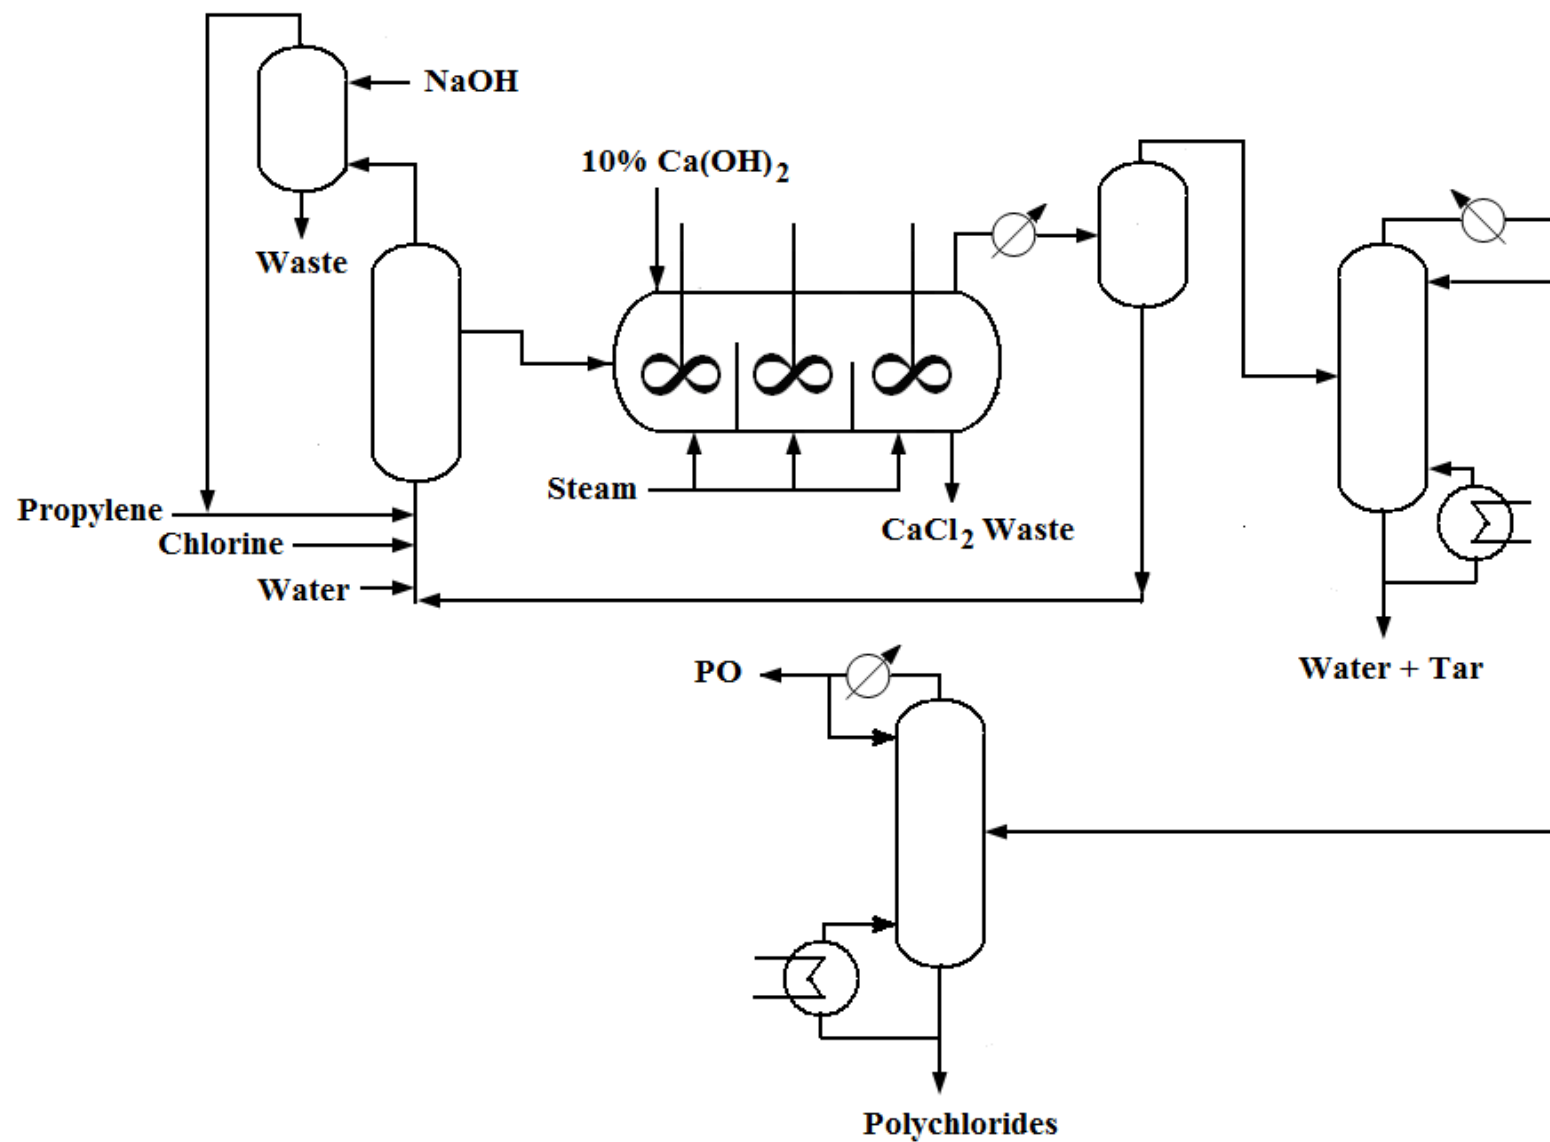 NaOH
10% Ca(OH)2
Waste
Steam
Propylene
Chlorine
CaCl2 Waste
Water
PO
Water + Tar
Polychlorides